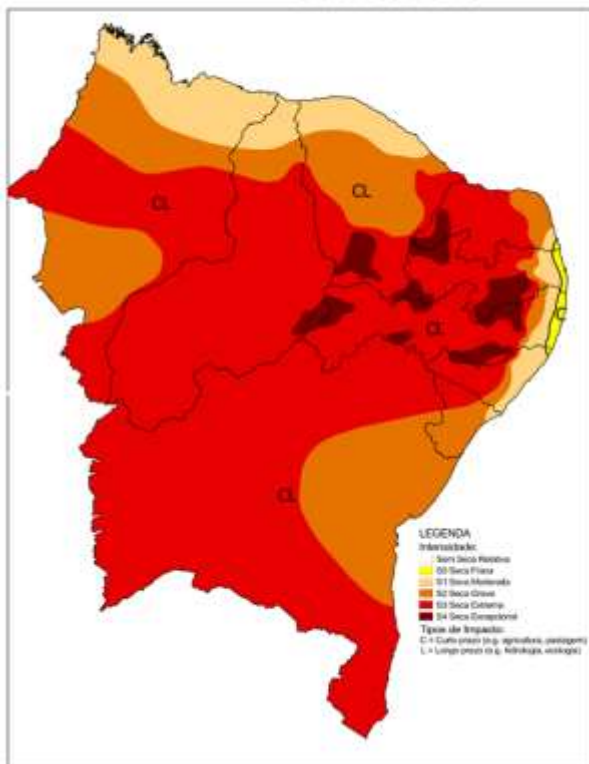 CL
CL
CL
C
CL
LEGENDA
Intensidade:
Sem Seca Relativa
S0 Seca Fraca
S1 Seca Moderada
S2 Seca Grave
S3 Seca Extrema
S4 Seca Excepcional
Tipos de Impacto:
C = Curto prazo (e.g. agricultura, pastagem)
L = Longo prazo (e.g. hidrologia, ecologia)